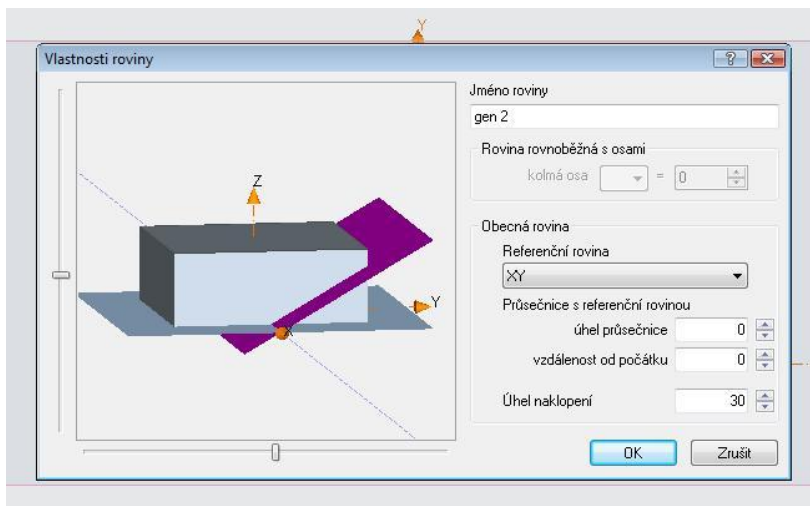 Y
Vlastnosti roviny
Jméno roviny
gen 2
Rovina rovnoběžná s osami
kolmá osa = 0
Z
Y
X
Obecná rovina
Referenční rovina
XY
Průsečnice s referenční rovinou
úhel průsečnice 0
vzdálenost od počátku 0
Úhel naklopení 30
OK Zrušit